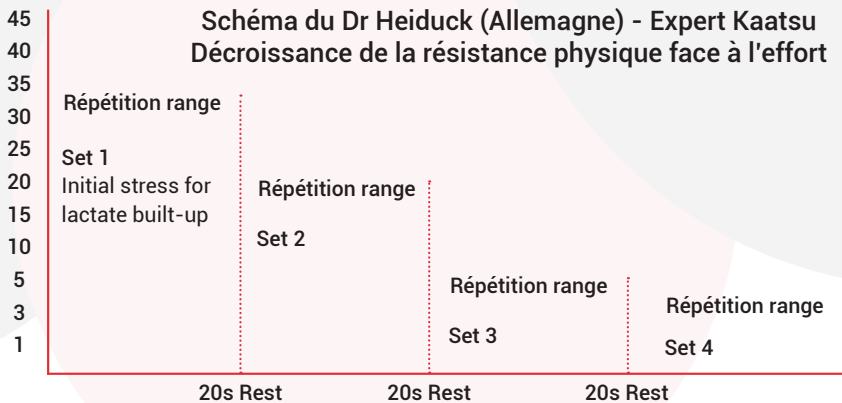 Schéma du Dr Heiduck (Allemagne) - Expert Kaatsu
Décroissance de la résistance physique face à l'effort
45
40
35
30
25
20
15
10
5
3
1
Répétition range
Set 1
Initial stress for
lactate built-up
Répétition range
Set 2
Répétition range
Set 3
Répétition range
Set 4
20s Rest
20s Rest
20s Rest